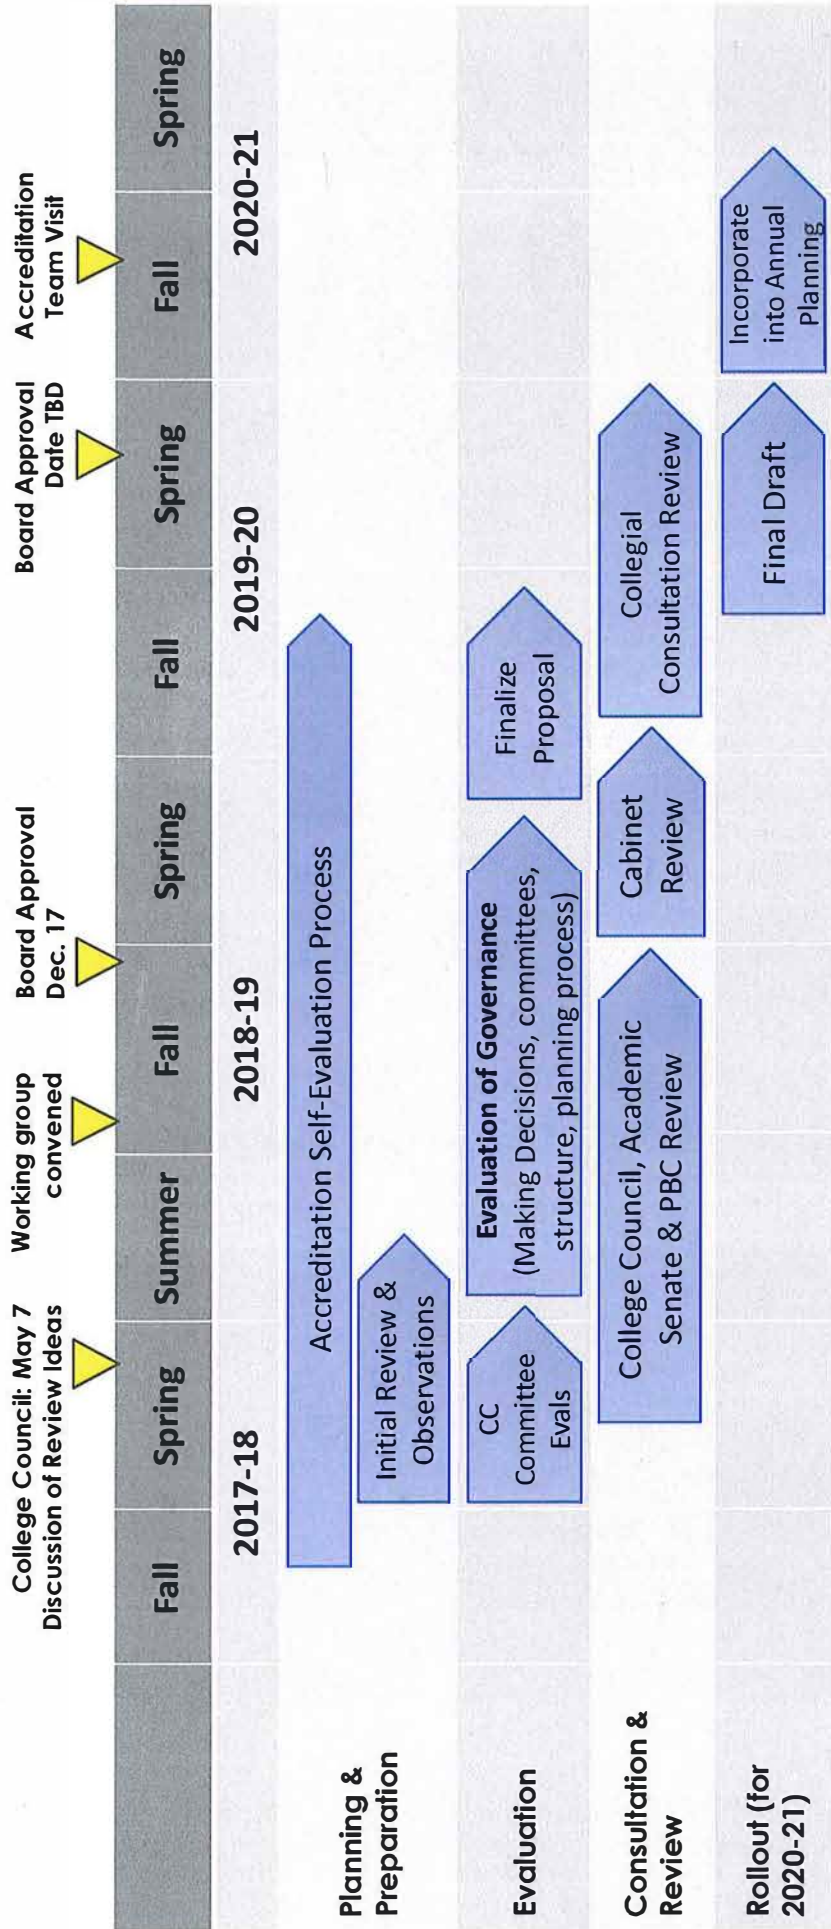 College Council: May 7
Discussion of Review Ideas
Working group
convened
Board Approval
Dec. 17
Board Approval
Date TBD
Accreditation
Team Visit
Fall
Spring
Summer
Fall
Spring
Fall
Spring
Fall
Spring
2017-18
2018-19
2019-20
2020-21
Planning &
Preparation
Accreditation Self-Evaluation Process
Initial Review &
Observations
Evaluation
CC
Committee
Evals
Evaluation of Governance
(Making Decisions, committees,
structure, planning process)
Finalize
Proposal
Consultation &
Review
College Council, Academic
Senate & PBC Review
Cabinet
Review
Collegial
Consultation Review
Rollout (for
2020-21)
Final Draft
Incorporate
into Annual
Planning